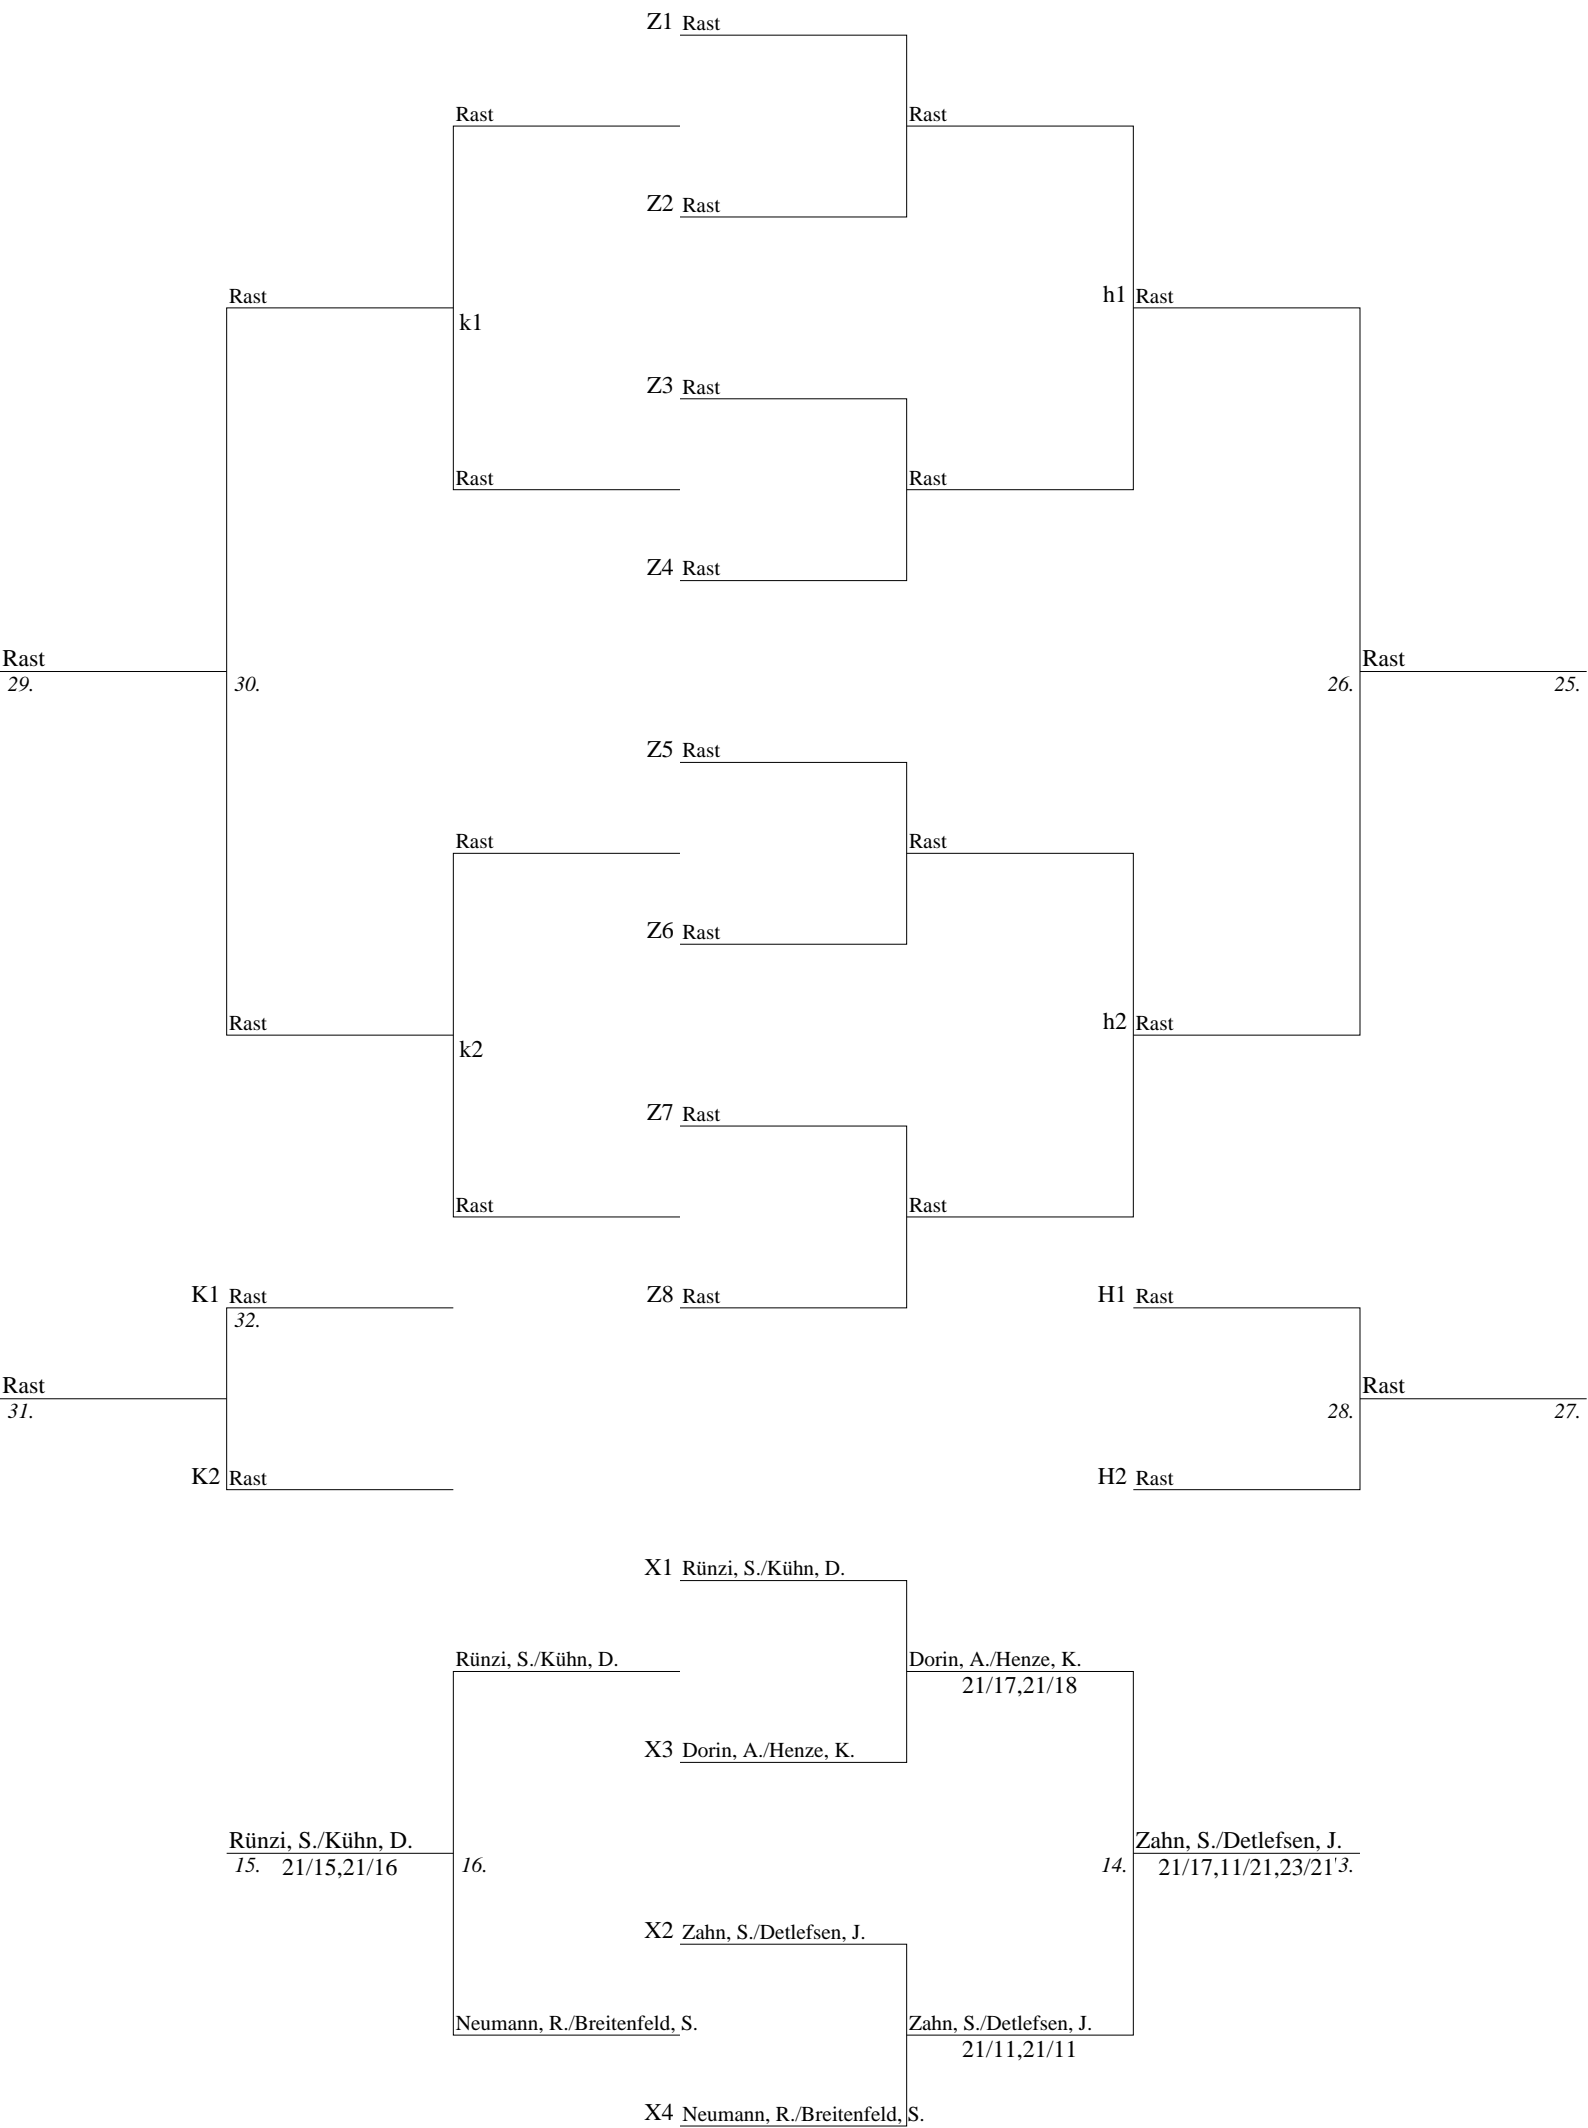 Z1 Rast
Rast Rast
Z2 Rast
Rast h1 Rast
k1
Z3 Rast
Rast Rast
Z4 Rast
Rast Rast
29. 30. 26. 25.
Z5 Rast
Rast Rast
Z6 Rast
Rast h2 Rast
k2
Z7 Rast
Rast Rast
K1 Rast Z8 Rast H1 Rast
32.
Rast Rast
31. 28. 27.
K2 Rast H2 Rast
X1 Rünzi, S./Kühn, D.
Rünzi, S./Kühn, D. Dorin, A./Henze, K.
21/17,21/18
X3 Dorin, A./Henze, K.
Rünzi, S./Kühn, D. Zahn, S./Detlefsen, J.
15. 21/15,21/16 16. 14. 21/17,11/21,23/21 3.
X2 Zahn, S./Detlefsen, J.
Neumann, R./Breitenfeld, S. Zahn, S./Detlefsen, J.
21/11,21/11
X4 Neumann, R./Breitenfeld, S.